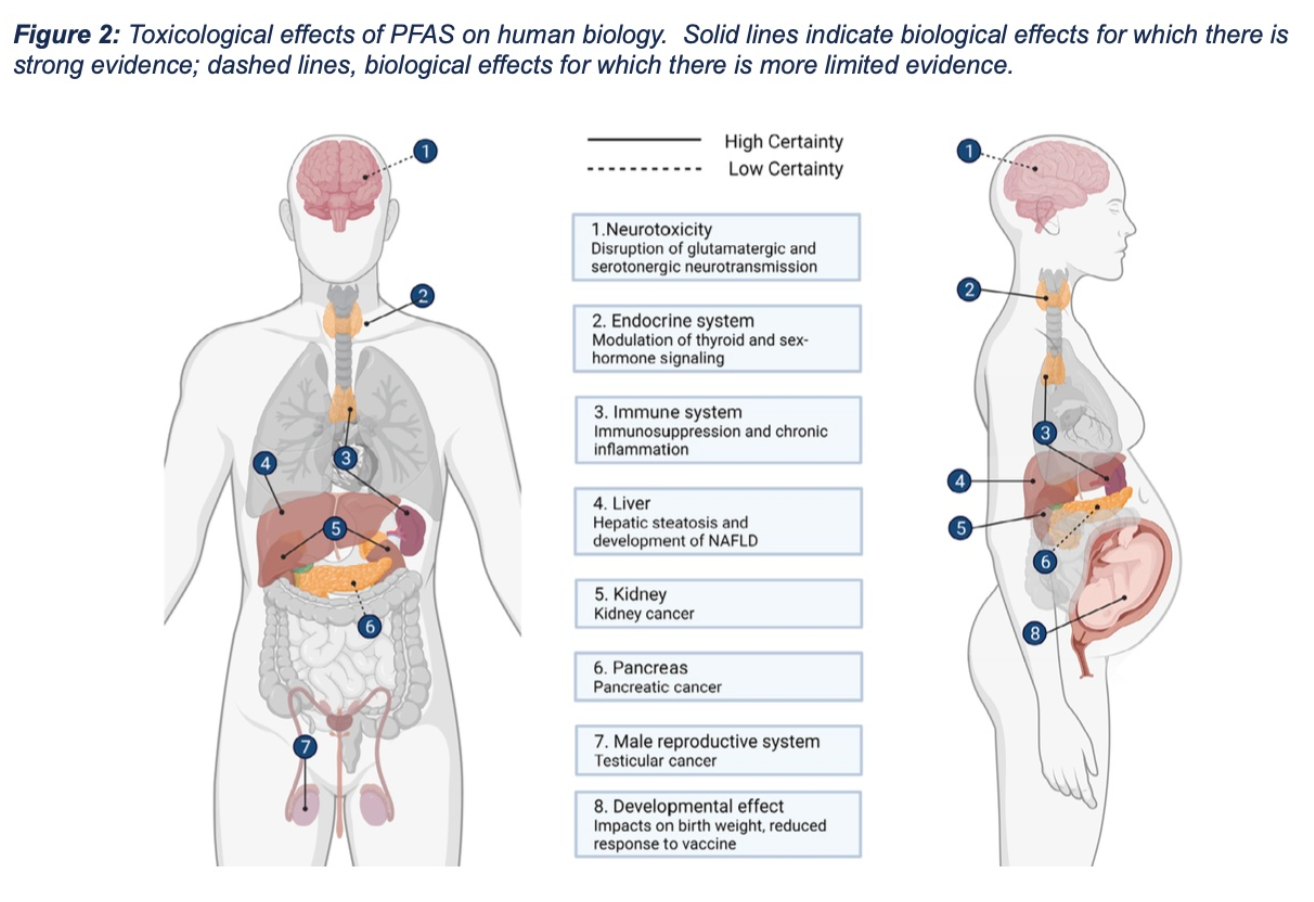 Figure 2: Toxicological effects of PFAS on human biology.  Solid lines indicate biological effects for which there is
strong evidence; dashed lines, biological effects for which there is more limited evidence.
High Certainty
Low Certainty
1
2
3
4
5
6
7
1.Neurotoxicity
Disruption of glutamatergic and
serotonergic neurotransmission
2. Endocrine system
Modulation of thyroid and sex-
hormone signaling
3. Immune system
Immunosuppression and chronic
inflammation
4. Liver
Hepatic steatosis and
development of NAFLD
5. Kidney
Kidney cancer
6. Pancreas
Pancreatic cancer
7. Male reproductive system
Testicular cancer
8. Developmental effect
Impacts on birth weight, reduced
response to vaccine
1
2
3
4
5
6
8